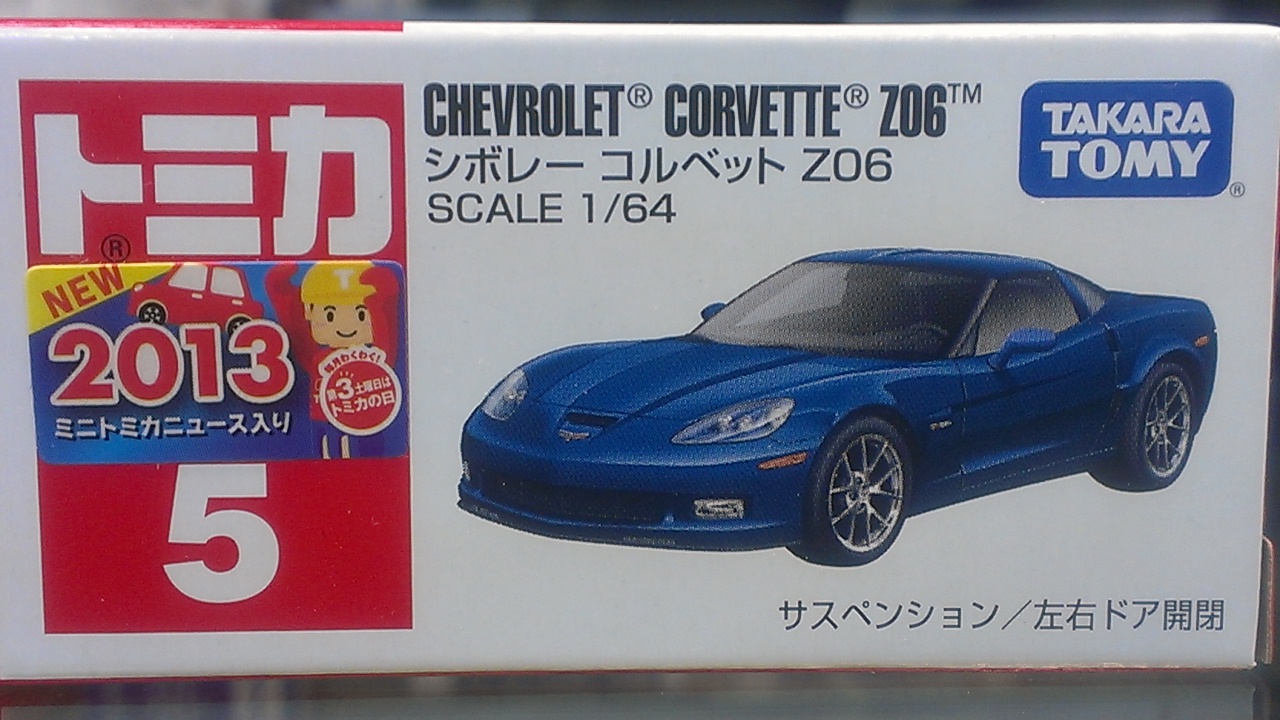 トミカ®
NEW
2013
ミニトミカニュース入り
毎月わくわく!
第3土曜日は
トミカの日
5
CHEVROLET® CORVETTE® Z06™
シボレー コルベット Z06
SCALE 1/64
TAKARA
TOMY®
サスペンション/左右ドア開閉